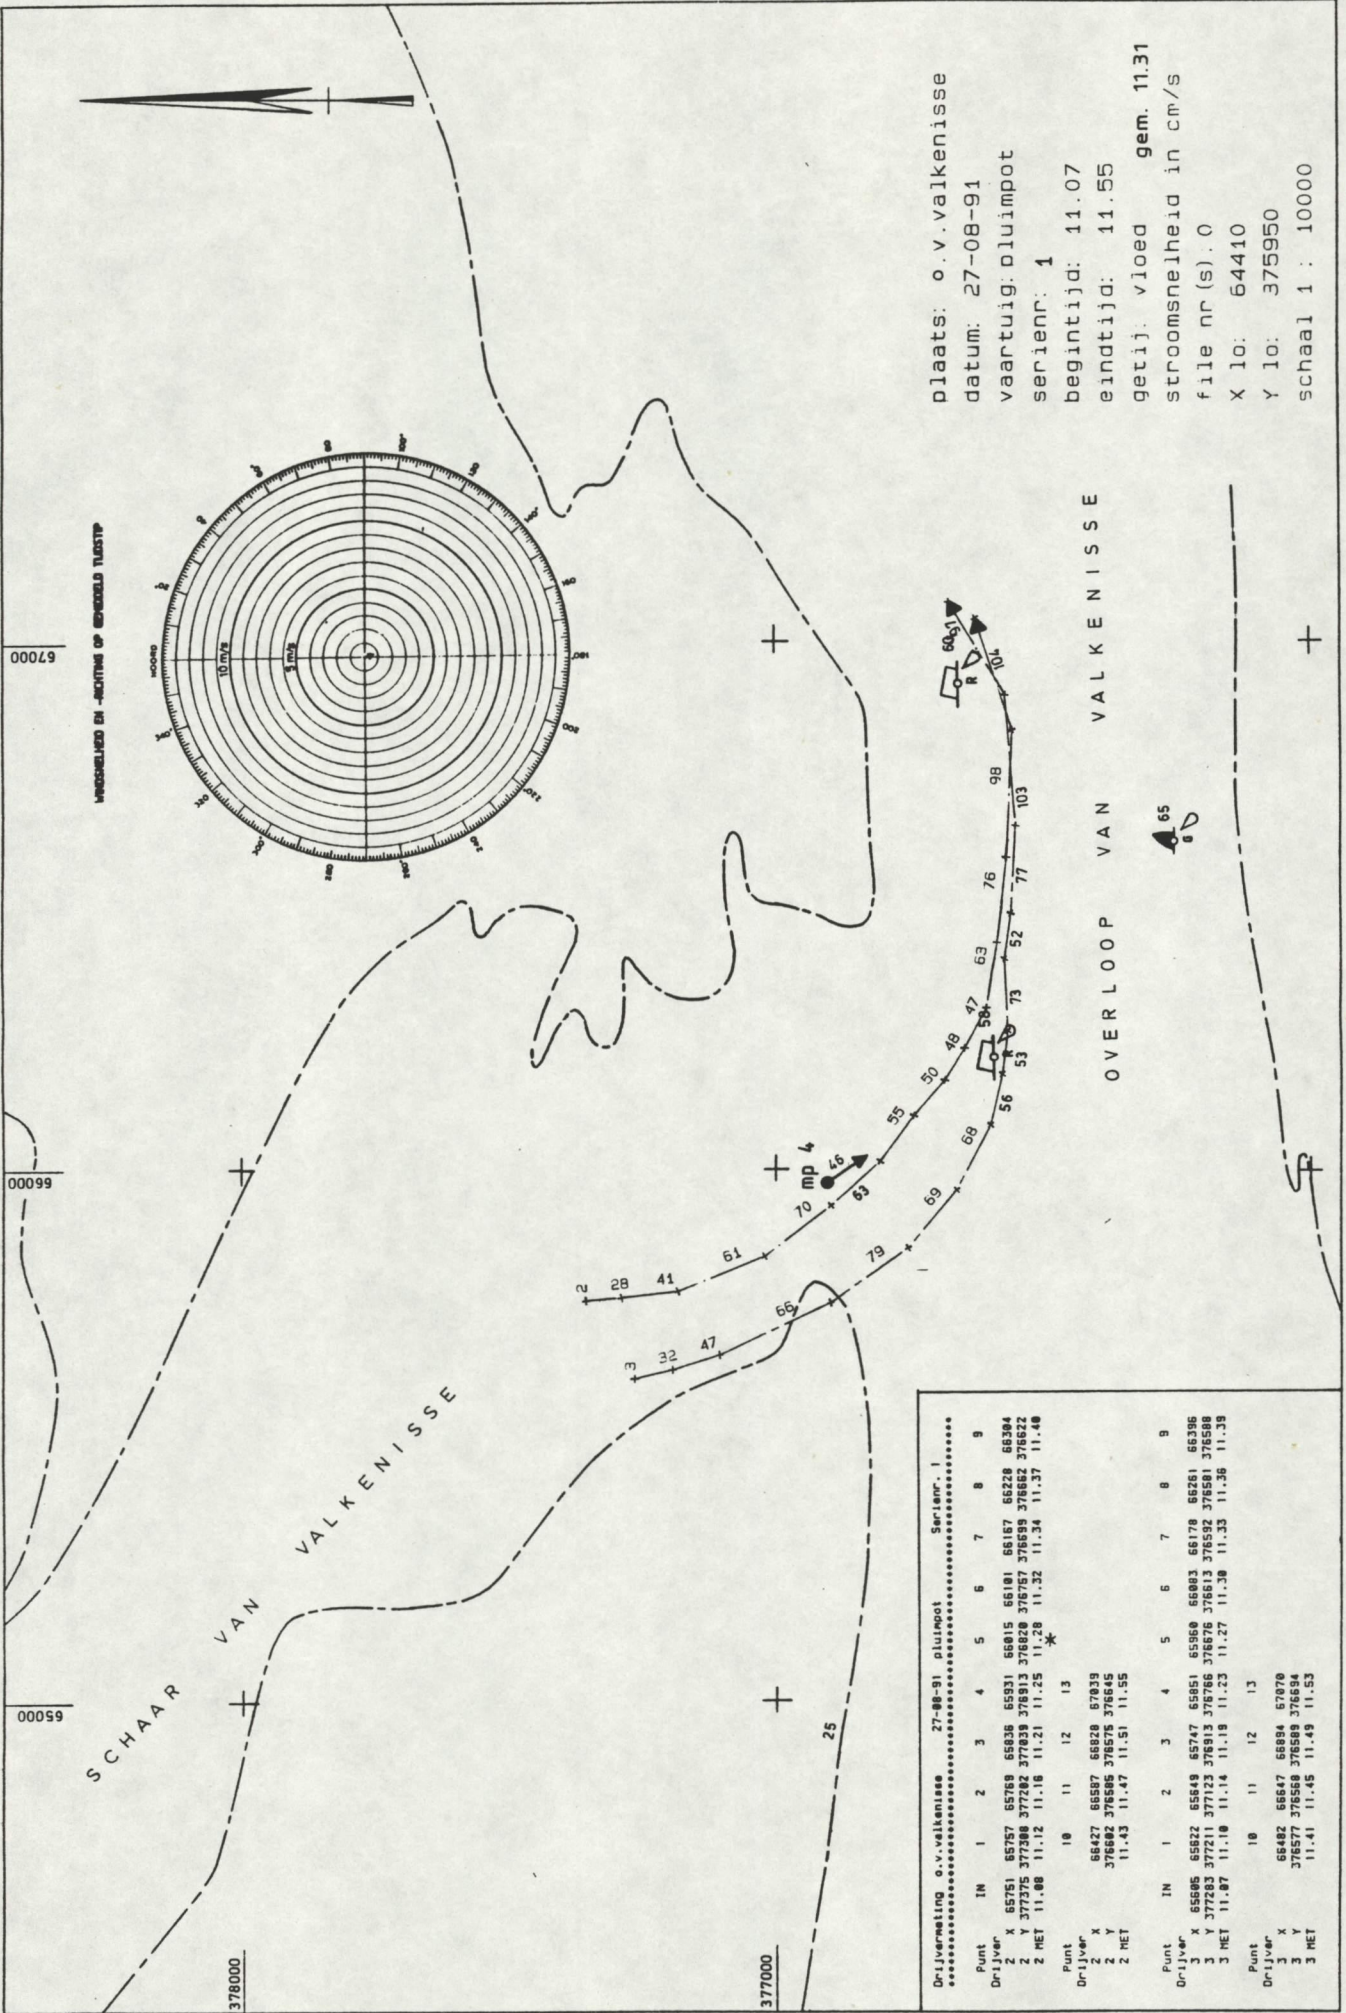 WINDSNELHEID EN -RICHTING OP GEMIDDELD TIJDSTIP
NOORD
10 m/s
5 m/s
67000
66000
65000
378000
377000
SCHAAR VAN VALKENISSE
OVERLOOP VAN VALKENISSE
mp 4
46
2
28
41
61
70
63
55
50
48
47
63
76
98
104
3
32
47
66
79
69
68
56
53
73
52
77
103
91
58
R
60
R
65
G
25
plaats: o.v.valkenisse
datum: 27-08-91
vaartuig: pluimpot
serienr: 1
begintijd: 11.07
eindtijd: 11.55
getij: vloed gem. 11.31
stroomsnelheid in cm/s
file nr(s). 0
X lo: 64410
Y lo: 375950
schaal 1 : 10000
Drijvermeting o.v.valkenisse 27-08-91 pluimpot Serienr. 1
Punt IN 1 2 3 4 5 6 7 8 9
Drijver
2 X 65751 65757 65769 65836 65931 66015 66101 66167 66228 66304
2 Y 377375 377308 377202 377039 376913 376820 376757 376699 376662 376622
2 MET 11.08 11.12 11.16 11.21 11.25 11.28 11.32 11.34 11.37 11.40
*
Punt 10 11 12 13
Drijver
2 X 66427 66587 66828 67039
2 Y 376602 376585 376575 376645
2 MET 11.43 11.47 11.51 11.55
Punt IN 1 2 3 4 5 6 7 8 9
Drijver
3 X 65605 65622 65649 65747 65851 65960 66083 66178 66261 66396
3 Y 377283 377211 377123 376913 376766 376676 376613 376592 376581 376588
3 MET 11.07 11.10 11.14 11.19 11.23 11.27 11.30 11.33 11.36 11.39
Punt 10 11 12 13
Drijver
3 X 66482 66647 66894 67070
3 Y 376577 376568 376589 376694
3 MET 11.41 11.45 11.49 11.53